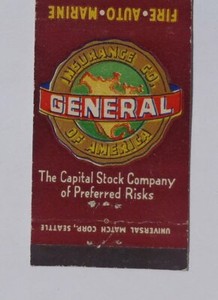 FIRE • AUTO • MARINE
INSURANCE CO.
GENERAL
OF AMERICA
The Capital Stock Company
of Preferred Risks
UNIVERSAL MATCH CORP., SEATTLE